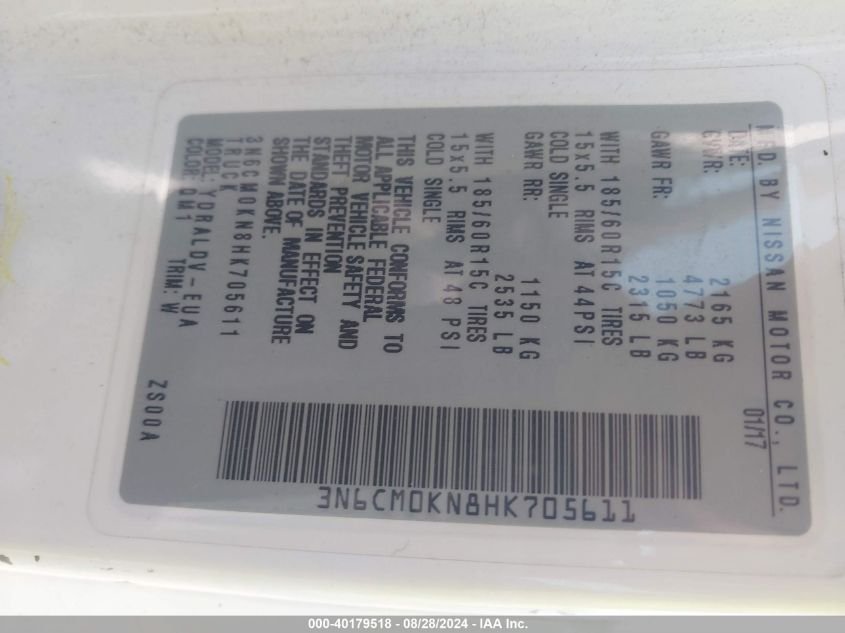 MFD. BY NISSAN MOTOR CO., LTD.
DATE: 01/17
GVWR: 2165 KG
4773 LB
GAWR FR: 1050 KG
2315 LB
WITH 185/60R15C TIRES
15x5.5 RIMS AT 44PSI
COLD SINGLE
GAWR RR: 1150 KG
2535 LB
WITH 185/60R15C TIRES
15x5.5 RIMS AT 48 PSI
COLD SINGLE
THIS VEHICLE CONFORMS TO
ALL APPLICABLE FEDERAL
MOTOR VEHICLE SAFETY AND
THEFT PREVENTION
STANDARDS IN EFFECT ON
THE DATE OF MANUFACTURE
SHOWN ABOVE.
3N6CM0KN8HK705611
TRUCK
MODEL: YDRALDV-EUA
COLOR: QM1 TRIM: W
ZS00A
3N6CM0KN8HK705611
000-40179518 - 08/28/2024 - IAA Inc.